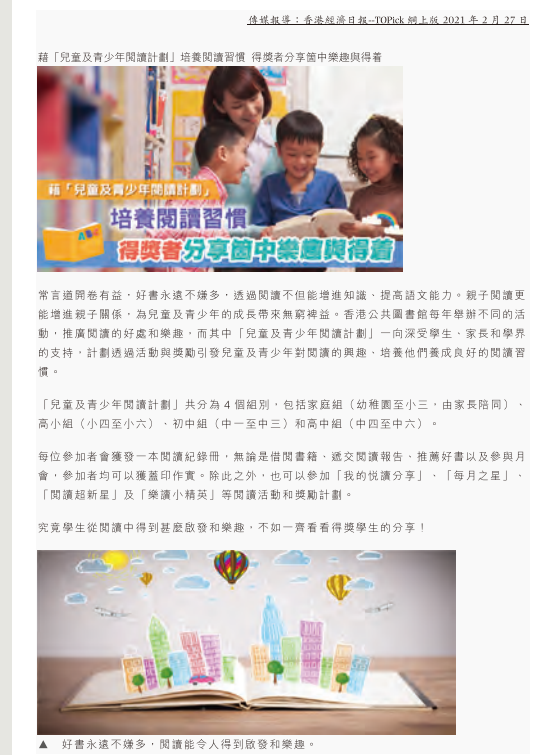 傳媒報導：香港經濟日報--TOPick 網上版 2021 年 2 月 27 日
藉「兒童及青少年閱讀計劃」培養閱讀習慣 得獎者分享箇中樂趣與得着
藉「兒童及青少年閱讀計劃」
培養閱讀習慣
ABC
得獎者分享箇中樂趣與得着
常言道開卷有益，好書永遠不嫌多，透過閱讀不但能增進知識、提高語文能力。親子閱讀更
能增進親子關係，為兒童及青少年的成長帶來無窮裨益。香港公共圖書館每年舉辦不同的活
動，推廣閱讀的好處和樂趣，而其中「兒童及青少年閱讀計劃」一向深受學生、家長和學界
的支持，計劃透過活動與獎勵引發兒童及青少年對閱讀的興趣、培養他們養成良好的閱讀習
慣。
「兒童及青少年閱讀計劃」共分為 4 個組別，包括家庭組（幼稚園至小三，由家長陪同）、
高小組（小四至小六）、初中組（中一至中三）和高中組（中四至中六）。
每位參加者會獲發一本閱讀紀錄冊，無論是借閱書籍、遞交閱讀報告、推薦好書以及參與月
會，參加者均可以獲蓋印作實。除此之外，也可以參加「我的悅讀分享」、「每月之星」、
「閱讀超新星」及「樂讀小精英」等閱讀活動和獎勵計劃。
究竟學生從閱讀中得到甚麼啟發和樂趣，不如一齊看看得獎學生的分享！
▲ 好書永遠不嫌多，閱讀能令人得到啟發和樂趣。